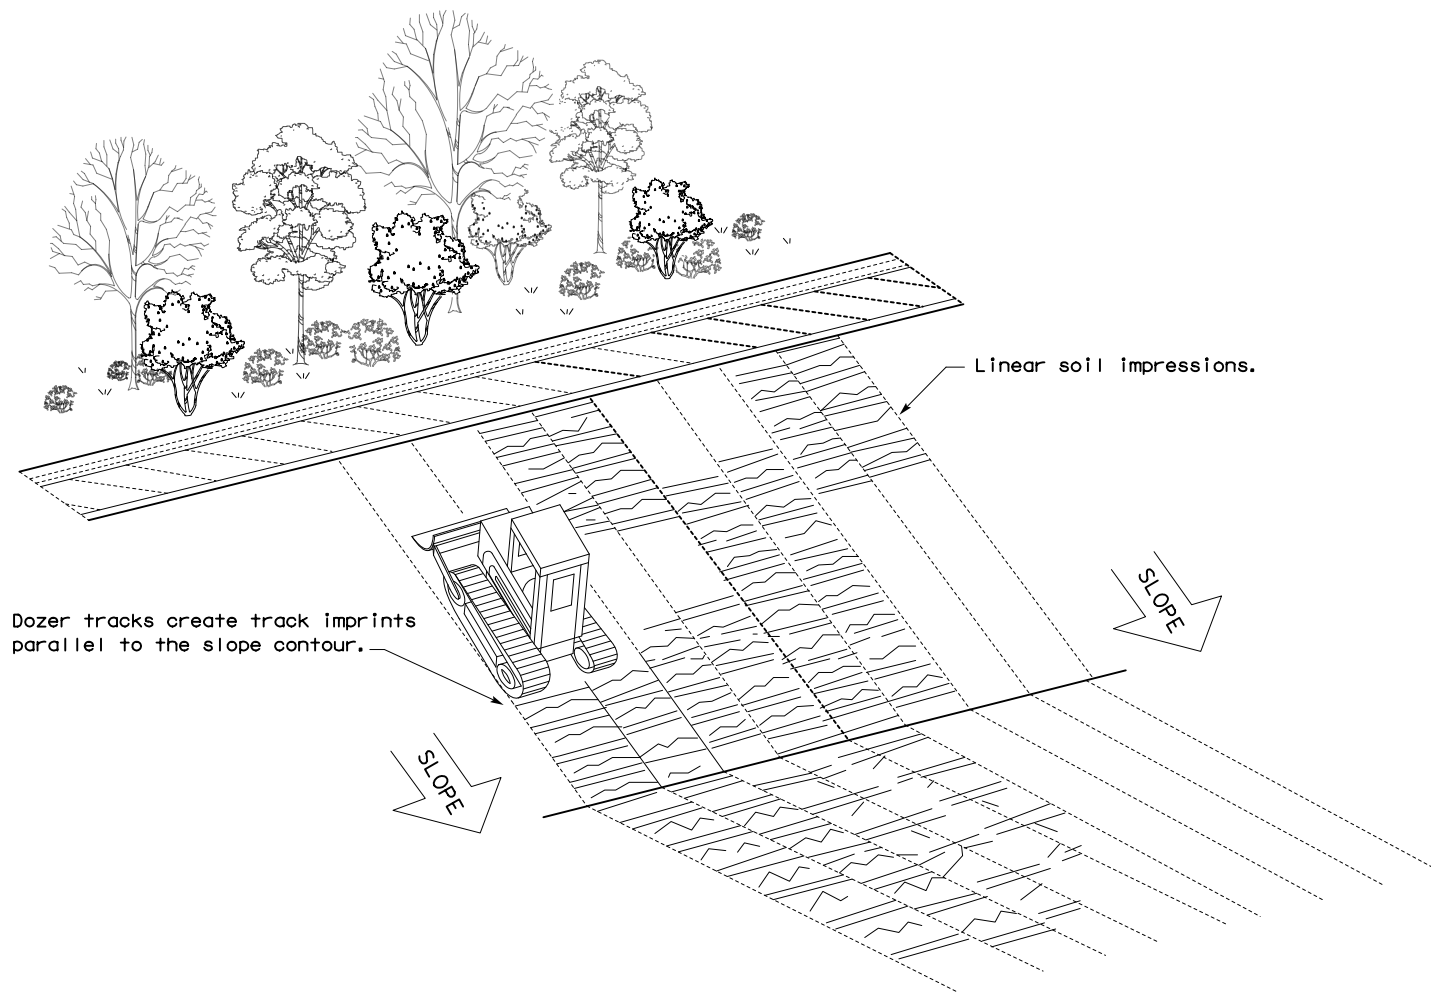 Linear soil impressions.
SLOPE
Dozer tracks create track imprints
parallel to the slope contour.
SLOPE